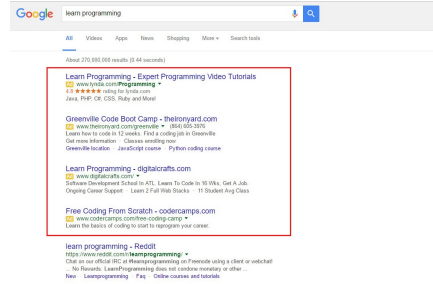 Google
learn programming
All Videos Apps News Shopping More Search tools
About 270,000,000 results (0.44 seconds)
Learn Programming - Expert Programming Video Tutorials
Ad www.lynda.com/Programming
4.8 ★★★★★ rating for lynda.com
Java, PHP, C#, CSS, Ruby and More!
Greenville Code Boot Camp - theironyard.com
Ad www.theironyard.com/greenville (864) 605-3976
Learn how to code in 12 weeks. Find a coding job in Greenville
Get more information · Classes enrolling now
Greenville location · JavaScript course · Python coding course
Learn Programming - digitalcrafts.com
Ad www.digitalcrafts.com/
Software Development School In ATL. Learn To Code In 16 Wks. Get A Job.
Ongoing Career Support · Learn 2 Full Web Stacks · 11 Student Avg Class
Free Coding From Scratch - codercamps.com
Ad www.codercamps.com/free-coding-camp
Learn the basics of coding to start to reprogram your career.
learn programming - Reddit
https://www.reddit.com/r/learnprogramming/
Chat on our official IRC at #learnprogramming on Freenode using a client or webchat!
... No Rewards. LearnProgramming does not condone monetary or other ...
New · Learnprogramming · Faq · Online courses and tutorials